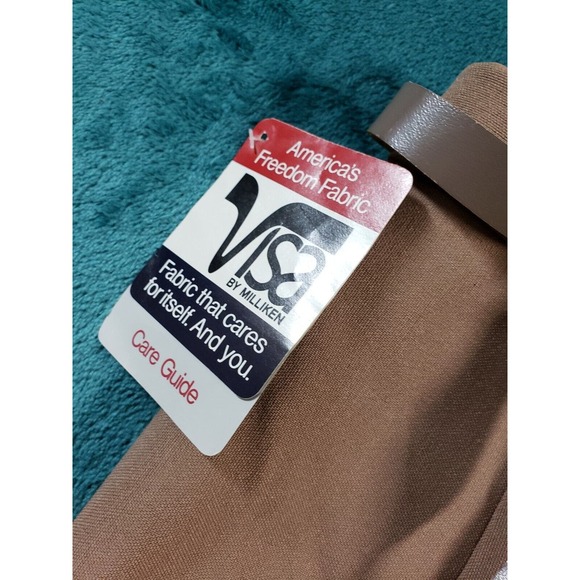 America's
Freedom Fabric
Visa
BY MILLIKEN
Fabric that cares
for itself. And you.
Care Guide